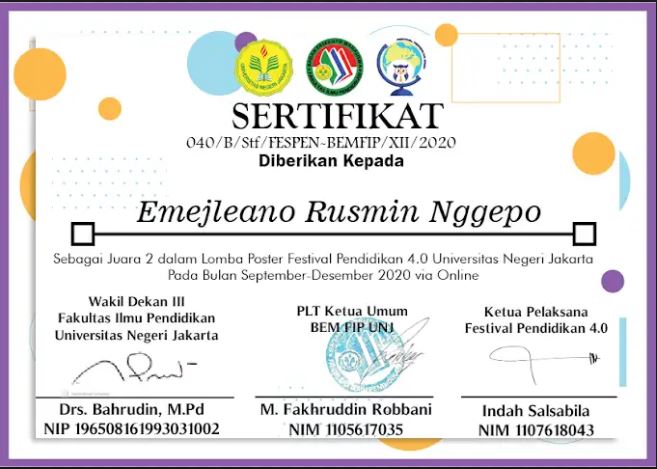 UNIVERSITAS NEGERI JAKARTA
SERTIFIKAT
040/B/Stf/FESPEN-BEMFIP/XII/2020
Diberikan Kepada
Emejleano Rusmin Nggepo
Sebagai Juara 2 dalam Lomba Poster Festival Pendidikan 4.0 Universitas Negeri Jakarta
Pada Bulan September-Desember 2020 via Online
Wakil Dekan III
Fakultas Ilmu Pendidikan
Universitas Negeri Jakarta
Drs. Bahrudin, M.Pd
NIP 196508161993031002
PLT Ketua Umum
BEM FIP UNJ
M. Fakhruddin Robbani
NIM 1105617035
Ketua Pelaksana
Festival Pendidikan 4.0
Indah Salsabila
NIM 1107618043